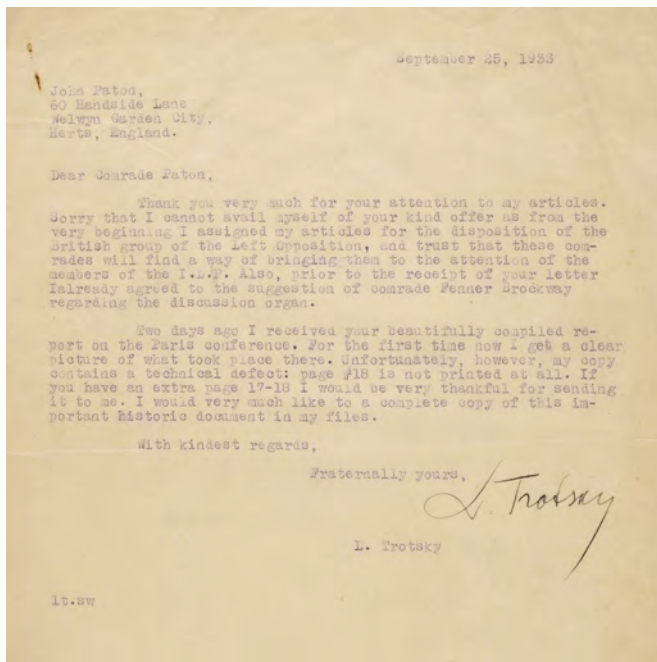 September 25, 1933
John Paton,
60 Handside Lane
Welwyn Garden City,
Herts, England.
Dear Comrade Paton,
Thank you very much for your attention to my articles.
Sorry that I cannot avail myself of your kind offer as from the
very beginning I assigned my articles for the disposition of the
British group of the Left Opposition, and trust that these com-
rades will find a way of bringing them to the attention of the
members of the I.L.P. Also, prior to the receipt of your letter
Ialready agreed to the suggestion of comrade Fenner Brockway
regarding the discussion organ.
Two days ago I received your beautifully compiled re-
port on the Paris conference. For the first time now I get a clear
picture of what took place there. Unfortunately, however, my copy
contains a technical defect: page #18 is not printed at all. If
you have an extra page 17-18 I would be very thankful for sending
it to me. I would very much like to a complete copy of this im-
portant historic document in my files.
With kindest regards,
Fraternally yours,
L. Trotsky
L. Trotsky
lt.sw